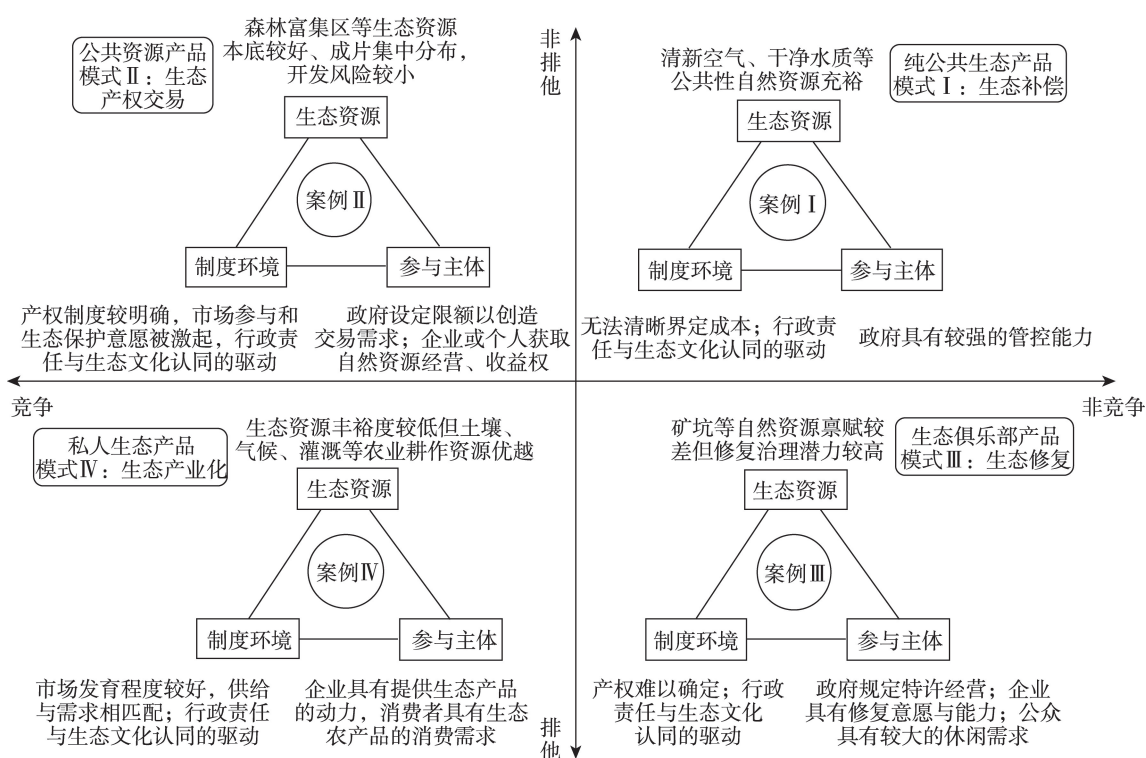 公共资源产品
模式Ⅱ：生态
产权交易
森林富集区等生态资源
本底较好、成片集中分布，
开发风险较小
生态资源
案例Ⅱ
制度环境
参与主体
产权制度较明确，市场参与和
生态保护意愿被激起，行政责
任与生态文化认同的驱动
政府设定限额以创造
交易需求；企业或个人获取
自然资源经营、收益权
非排他
清新空气、干净水质等
公共性自然资源充裕
纯公共生态产品
模式Ⅰ：生态补偿
生态资源
案例Ⅰ
制度环境
参与主体
无法清晰界定成本；行政责
任与生态文化认同的驱动
政府具有较强的管控能力
竞争
非竞争
私人生态产品
模式Ⅳ：生态产业化
生态资源丰裕度较低但土壤、
气候、灌溉等农业耕作资源优越
生态资源
案例Ⅳ
制度环境
参与主体
市场发育程度较好，供给
与需求相匹配；行政责任
与生态文化认同的驱动
企业具有提供生态产品
的动力，消费者具有生态
农产品的消费需求
矿坑等自然资源禀赋较
差但修复治理潜力较高
生态俱乐部产品
模式Ⅲ：生态修复
生态资源
案例Ⅲ
制度环境
参与主体
产权难以确定；行政
责任与生态文化
认同的驱动
政府规定特许经营；企业
具有修复意愿与能力；公众
具有较大的休闲需求
排他